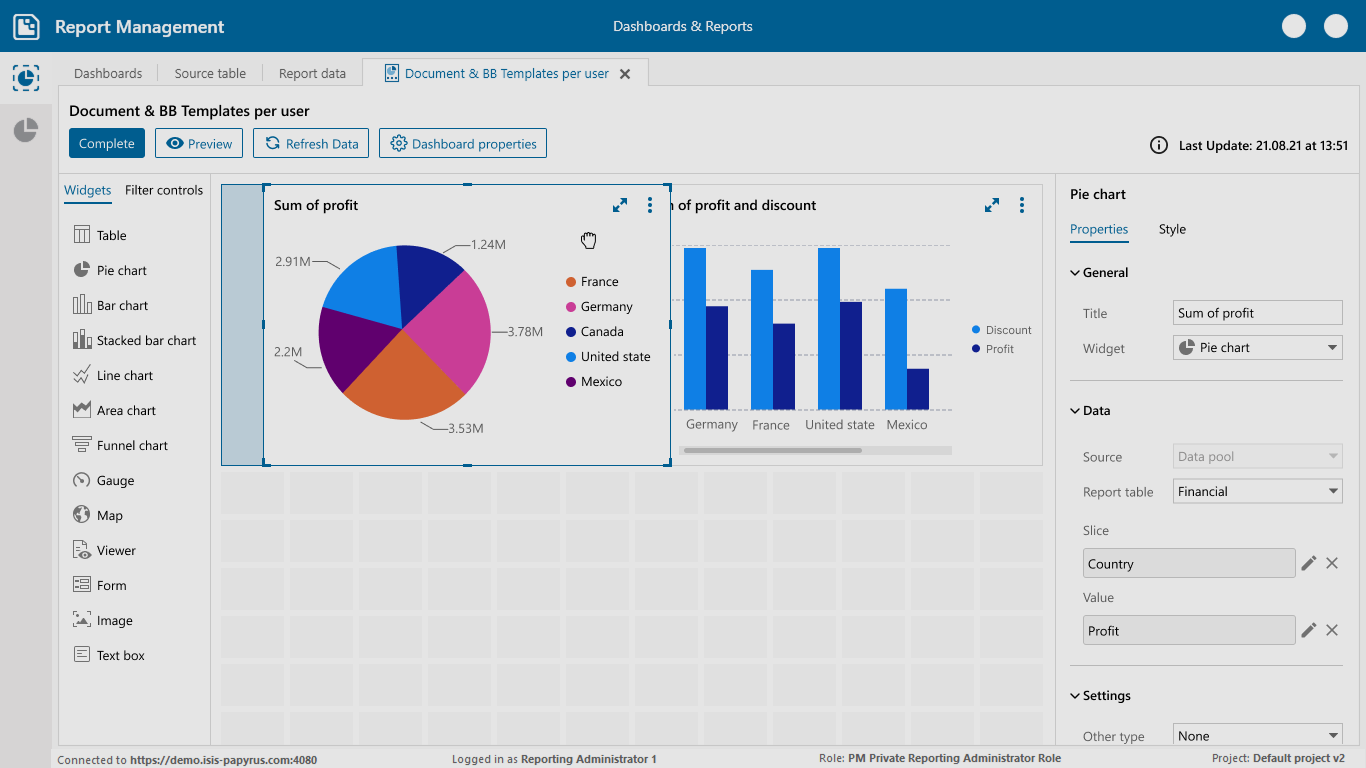 Report Management
Dashboards & Reports
Dashboards
Source table
Report data
Document & BB Templates per user
Document & BB Templates per user
Complete
Preview
Refresh Data
Dashboard properties
Last Update: 21.08.21 at 13:51
Widgets
Filter controls
Table
Pie chart
Bar chart
Stacked bar chart
Line chart
Area chart
Funnel chart
Gauge
Map
Viewer
Form
Image
Text box
Sum of profit
1.24M
2.91M
3.78M
2.2M
3.53M
France
Germany
Canada
United state
Mexico
of profit and discount
Discount
Profit
Germany
France
United state
Mexico
Pie chart
Properties
Style
General
Title
Sum of profit
Widget
Pie chart
Data
Source
Data pool
Report table
Financial
Slice
Country
Value
Profit
Settings
Other type
None
Connected to https://demo.isis-papyrus.com:4080
Logged in as Reporting Administrator 1
Role: PM Private Reporting Administrator Role
Project: Default project v2